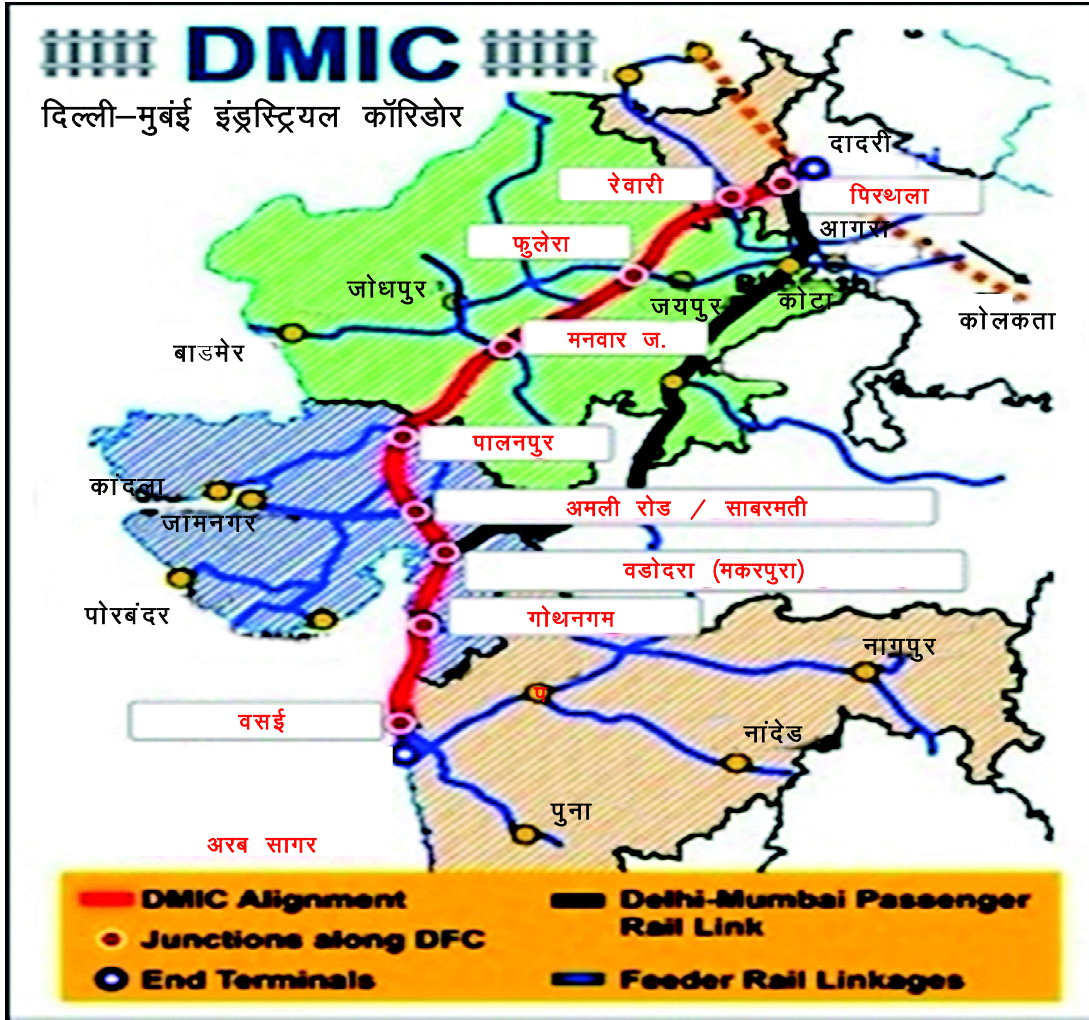 DMIC
दिल्ली–मुबंई इंड्रस्ट्रियल कॉरिडोर
दादरी
रेवारी
पिरथला
आगरा
फुलेरा
जोधपुर
जयपुर
कोटा
कोलकता
मनवार ज.
बाडमेर
पालनपुर
कांदला
अमली रोड / साबरमती
जामनगर
वडोदरा (मकरपुरा)
पोरबंदर
गोथनगम
नागपुर
वसई
नांदेड
पुना
अरब सागर
DMIC Alignment
Junctions along DFC
End Terminals
Delhi-Mumbai Passenger
Rail Link
Feeder Rail Linkages